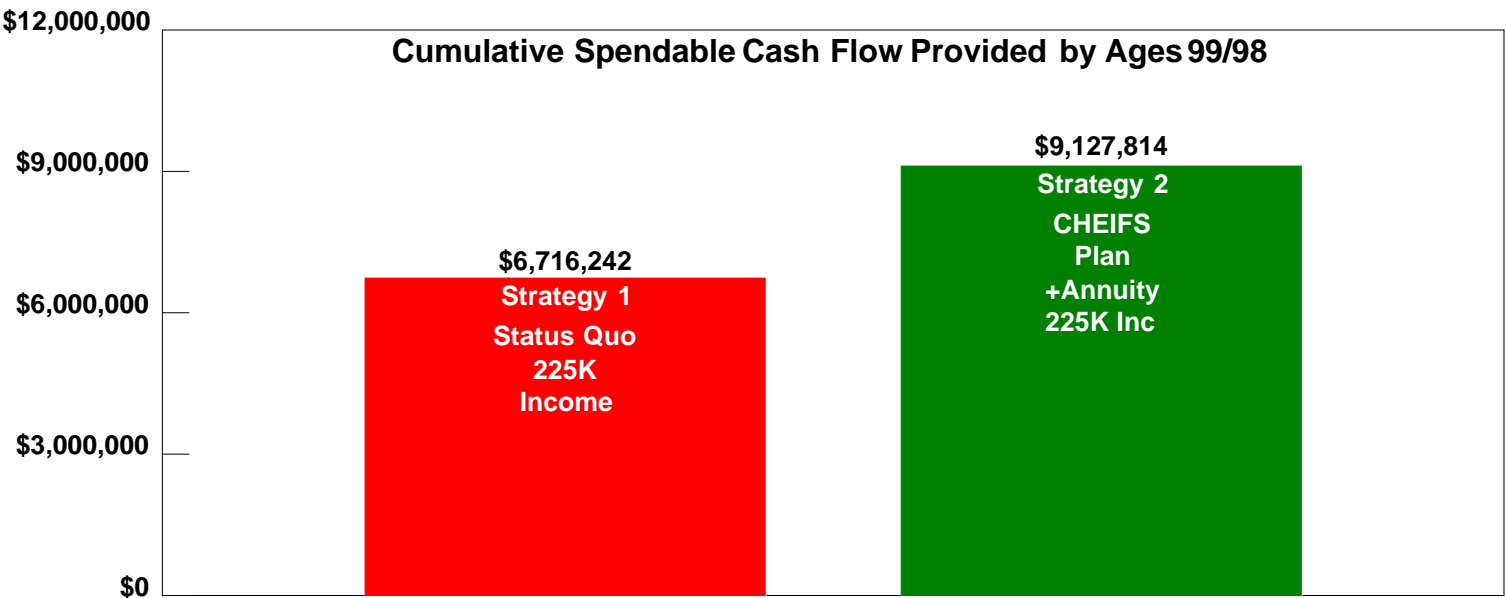 $12,000,000
Cumulative Spendable Cash Flow Provided by Ages 99/98
$9,127,814
$9,000,000
Strategy 2
CHEIFS
Plan
+Annuity
225K Inc
$6,716,242
Strategy 1
Status Quo
225K
Income
$6,000,000
$3,000,000
$0